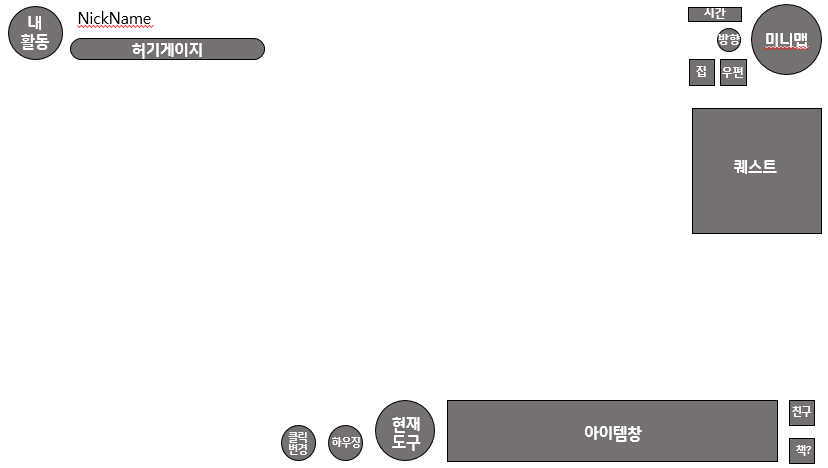 내
활동
NickName
허기게이지
시간
방향
미니맵
집
우편
퀘스트
클릭
변경
하우징
현재
도구
아이템창
친구
책?